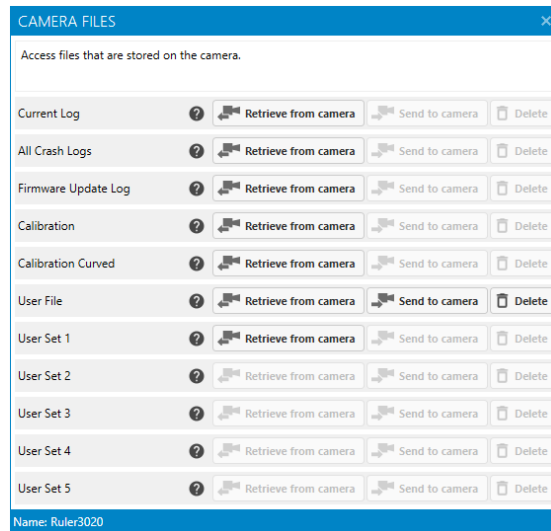 CAMERA FILES
Access files that are stored on the camera.
Current Log Retrieve from camera Send to camera Delete
All Crash Logs Retrieve from camera Send to camera Delete
Firmware Update Log Retrieve from camera Send to camera Delete
Calibration Retrieve from camera Send to camera Delete
Calibration Curved Retrieve from camera Send to camera Delete
User File Retrieve from camera Send to camera Delete
User Set 1 Retrieve from camera Send to camera Delete
User Set 2 Retrieve from camera Send to camera Delete
User Set 3 Retrieve from camera Send to camera Delete
User Set 4 Retrieve from camera Send to camera Delete
User Set 5 Retrieve from camera Send to camera Delete
Name: Ruler3020